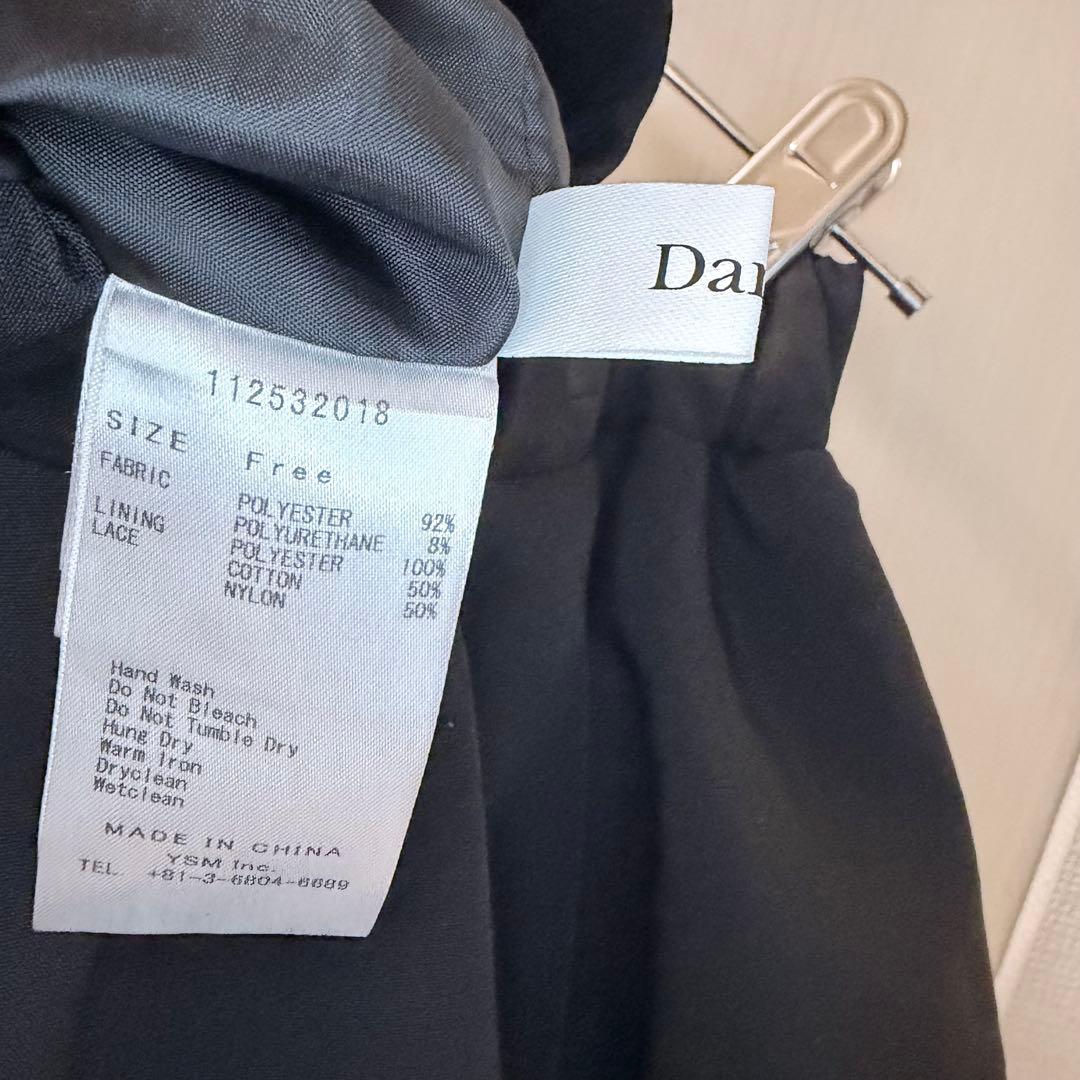 Dar
112532018
SIZE Free
FABRIC POLYESTER 92%
POLYURETHANE 8%
LINING POLYESTER 100%
LACE COTTON 50%
NYLON 50%
Hand Wash
Do Not Bleach
Do Not Tumble Dry
Hung Dry
Warm Iron
Dryclean
Wetclean
MADE IN CHINA
YSM Inc.
TEL. +81-3-6804-6689